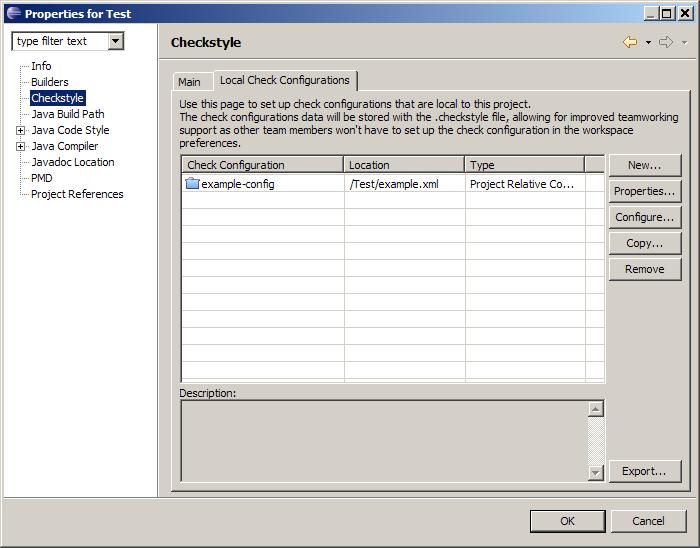 Properties for Test
type filter text
Info
Builders
Checkstyle
Java Build Path
Java Code Style
Java Compiler
Javadoc Location
PMD
Project References
Checkstyle
Main
Local Check Configurations
Use this page to set up check configurations that are local to this project.
The check configurations data will be stored with the .checkstyle file, allowing for improved teamworking
support as other team members won't have to set up the check configuration in the workspace
preferences.
Check Configuration Location Type
example-config /Test/example.xml Project Relative Co...
New...
Properties...
Configure...
Copy...
Remove
Description:
Export...
OK
Cancel